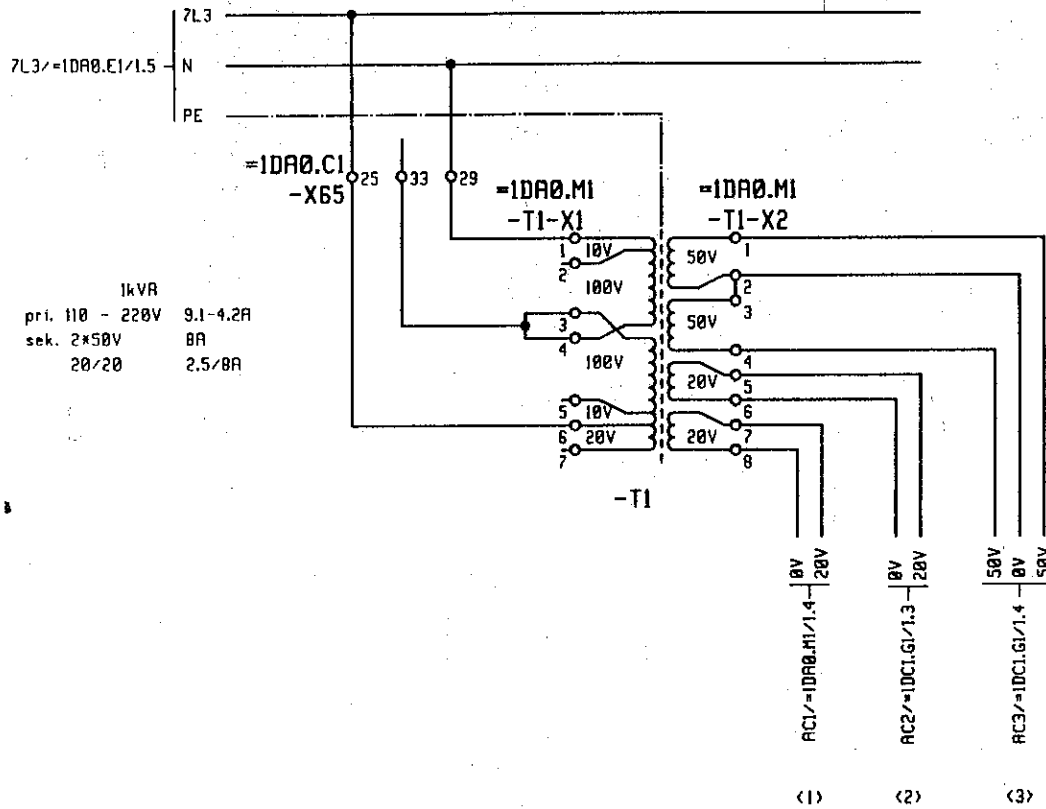 7L3
7L3/=1DA0.E1/1.5
N
PE
=1DA0.C1
-X65
25
33
29
=1DA0.M1
-T1-X1
=1DA0.M1
-T1-X2
1
10V
2
100V
3
4
100V
5
10V
6
20V
7
50V
1
2
3
50V
4
20V
5
6
20V
7
8
1kVA
pri. 110 - 220V 9.1-4.2A
sek. 2*50V 8A
20/20 2.5/8A
-T1
0V
20V
0V
20V
50V
0V
50V
AC1/=1DA0.M1/1.4
AC2/=1DC1.G1/1.3
AC3/=1DC1.G1/1.4
<1>
<2>
<3>